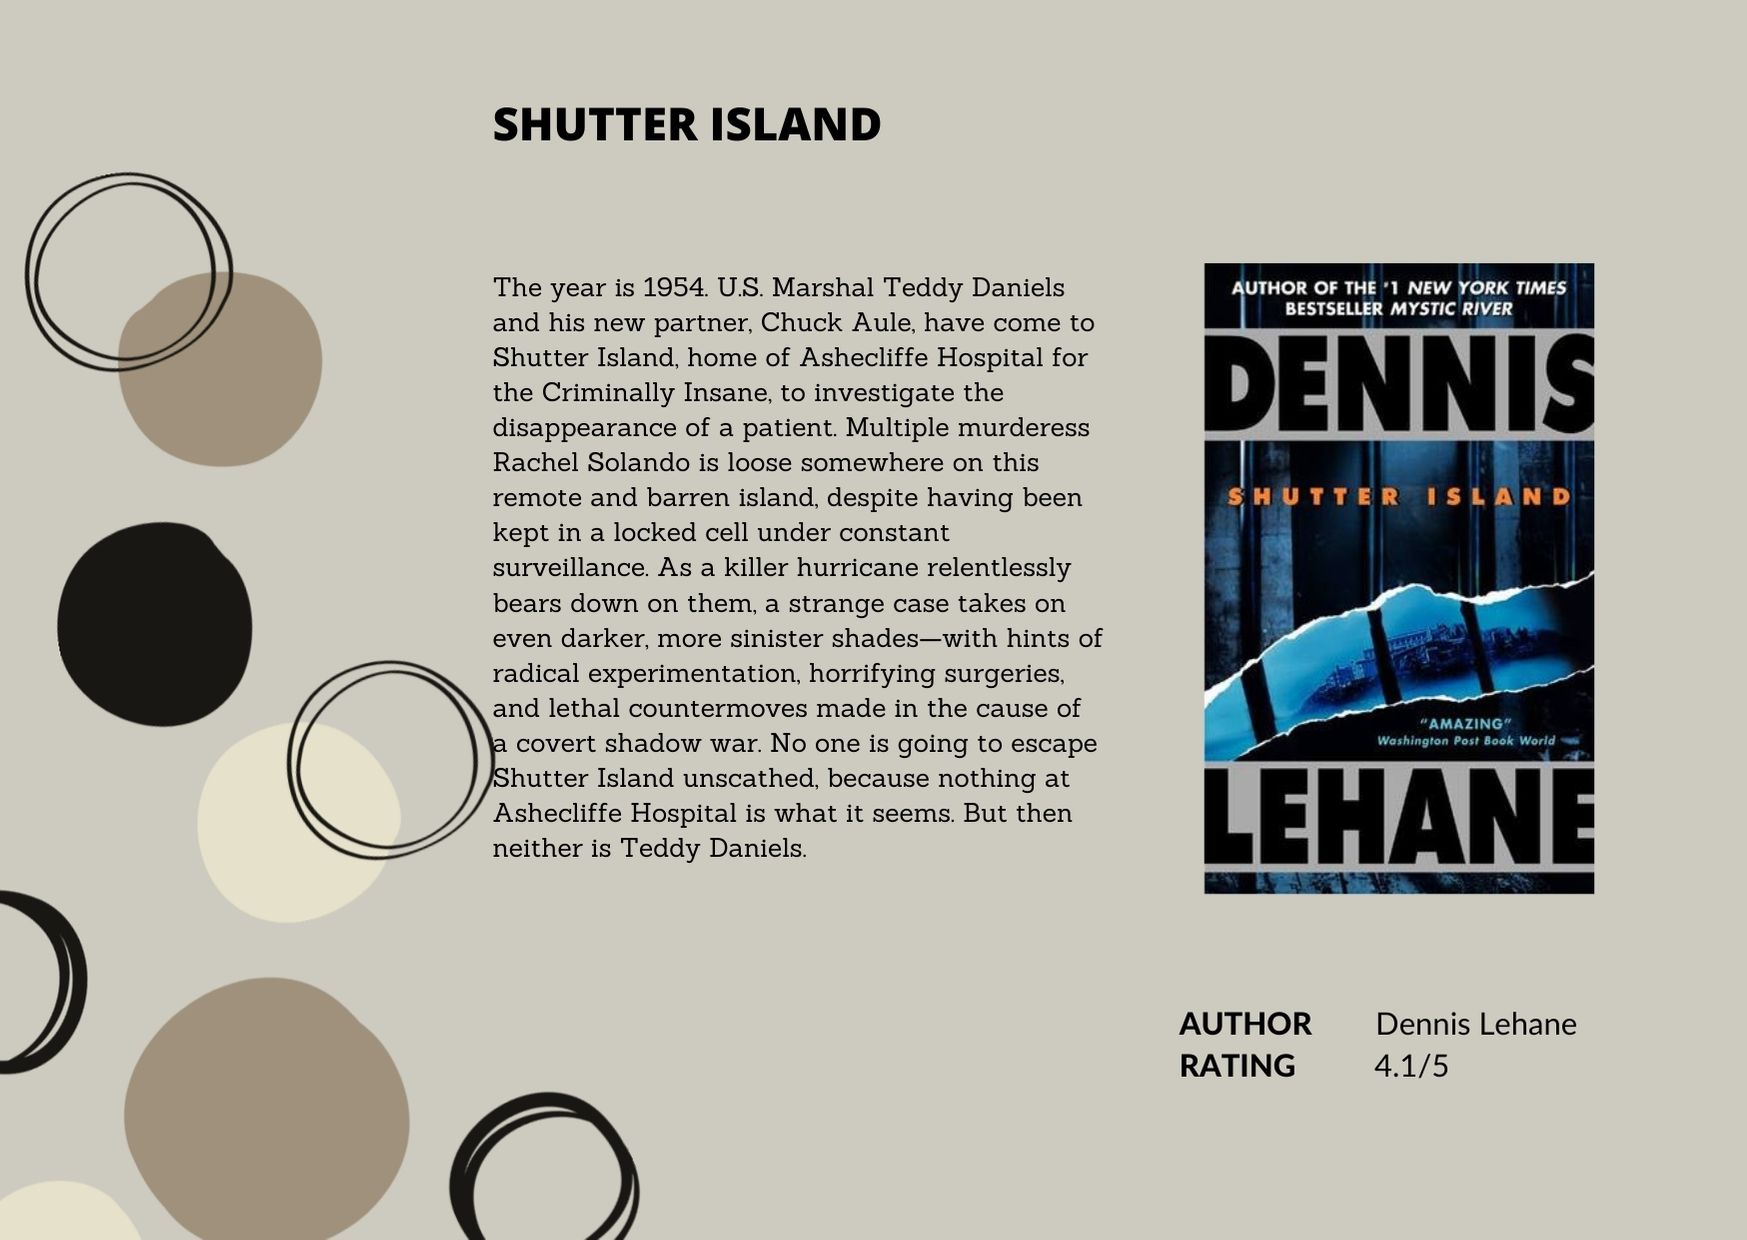 SHUTTER ISLAND
The year is 1954. U.S. Marshal Teddy Daniels
and his new partner, Chuck Aule, have come to
Shutter Island, home of Ashecliffe Hospital for
the Criminally Insane, to investigate the
disappearance of a patient. Multiple murderess
Rachel Solando is loose somewhere on this
remote and barren island, despite having been
kept in a locked cell under constant
surveillance. As a killer hurricane relentlessly
bears down on them, a strange case takes on
even darker, more sinister shades—with hints of
radical experimentation, horrifying surgeries,
and lethal countermoves made in the cause of
a covert shadow war. No one is going to escape
Shutter Island unscathed, because nothing at
Ashecliffe Hospital is what it seems. But then
neither is Teddy Daniels.
AUTHOR OF THE #1 NEW YORK TIMES
BESTSELLER MYSTIC RIVER
DENNIS
SHUTTER ISLAND
"AMAZING"
Washington Post Book World
LEHANE
AUTHOR Dennis Lehane
RATING 4.1/5